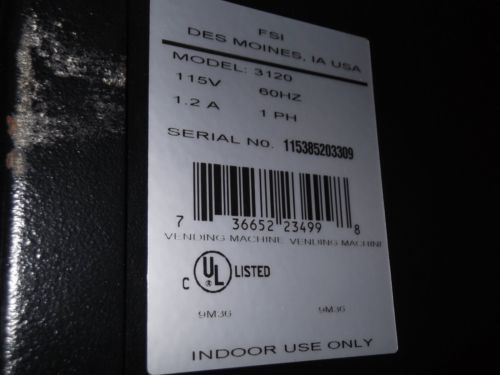 FSI
DES MOINES, IA USA
MODEL: 3120
115V 60HZ
1.2 A 1 PH
SERIAL NO. 115385203309
7 36652 23499 8
VENDING MACHINE VENDING MACHINE
C UL LISTED
9M36 9M36
INDOOR USE ONLY